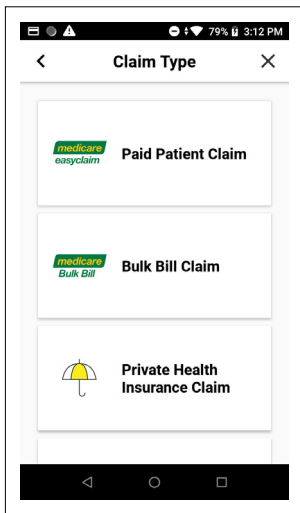 79% 3:12 PM
Claim Type
medicare
easyclaim
Paid Patient Claim
medicare
Bulk Bill
Bulk Bill Claim
Private Health
Insurance Claim